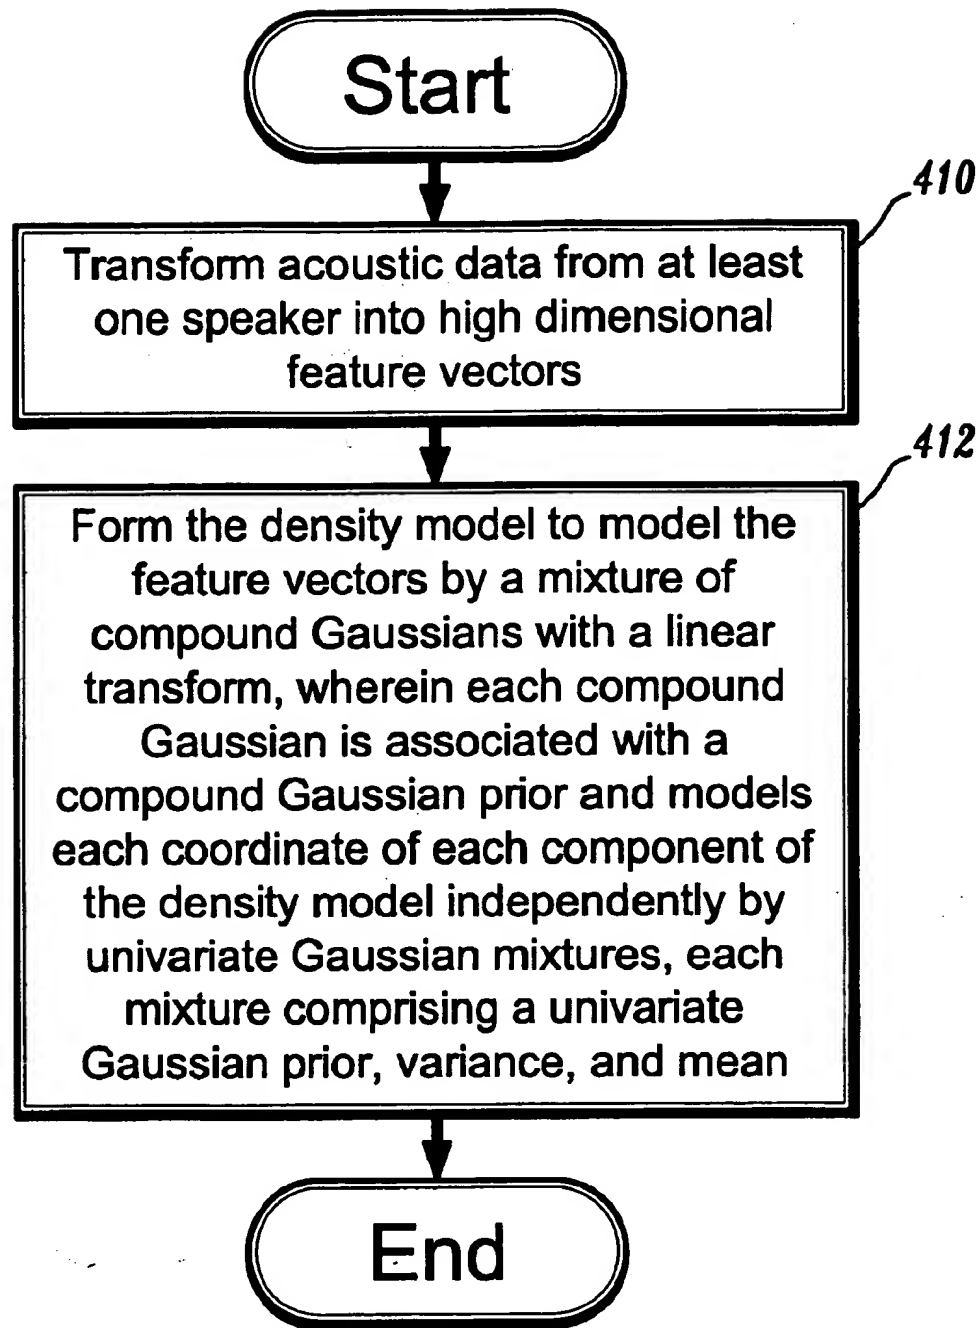 Start
410
Transform acoustic data from at least
one speaker into high dimensional
feature vectors
412
Form the density model to model the
feature vectors by a mixture of
compound Gaussians with a linear
transform, wherein each compound
Gaussian is associated with a
compound Gaussian prior and models
each coordinate of each component of
the density model independently by
univariate Gaussian mixtures, each
mixture comprising a univariate
Gaussian prior, variance, and mean
End